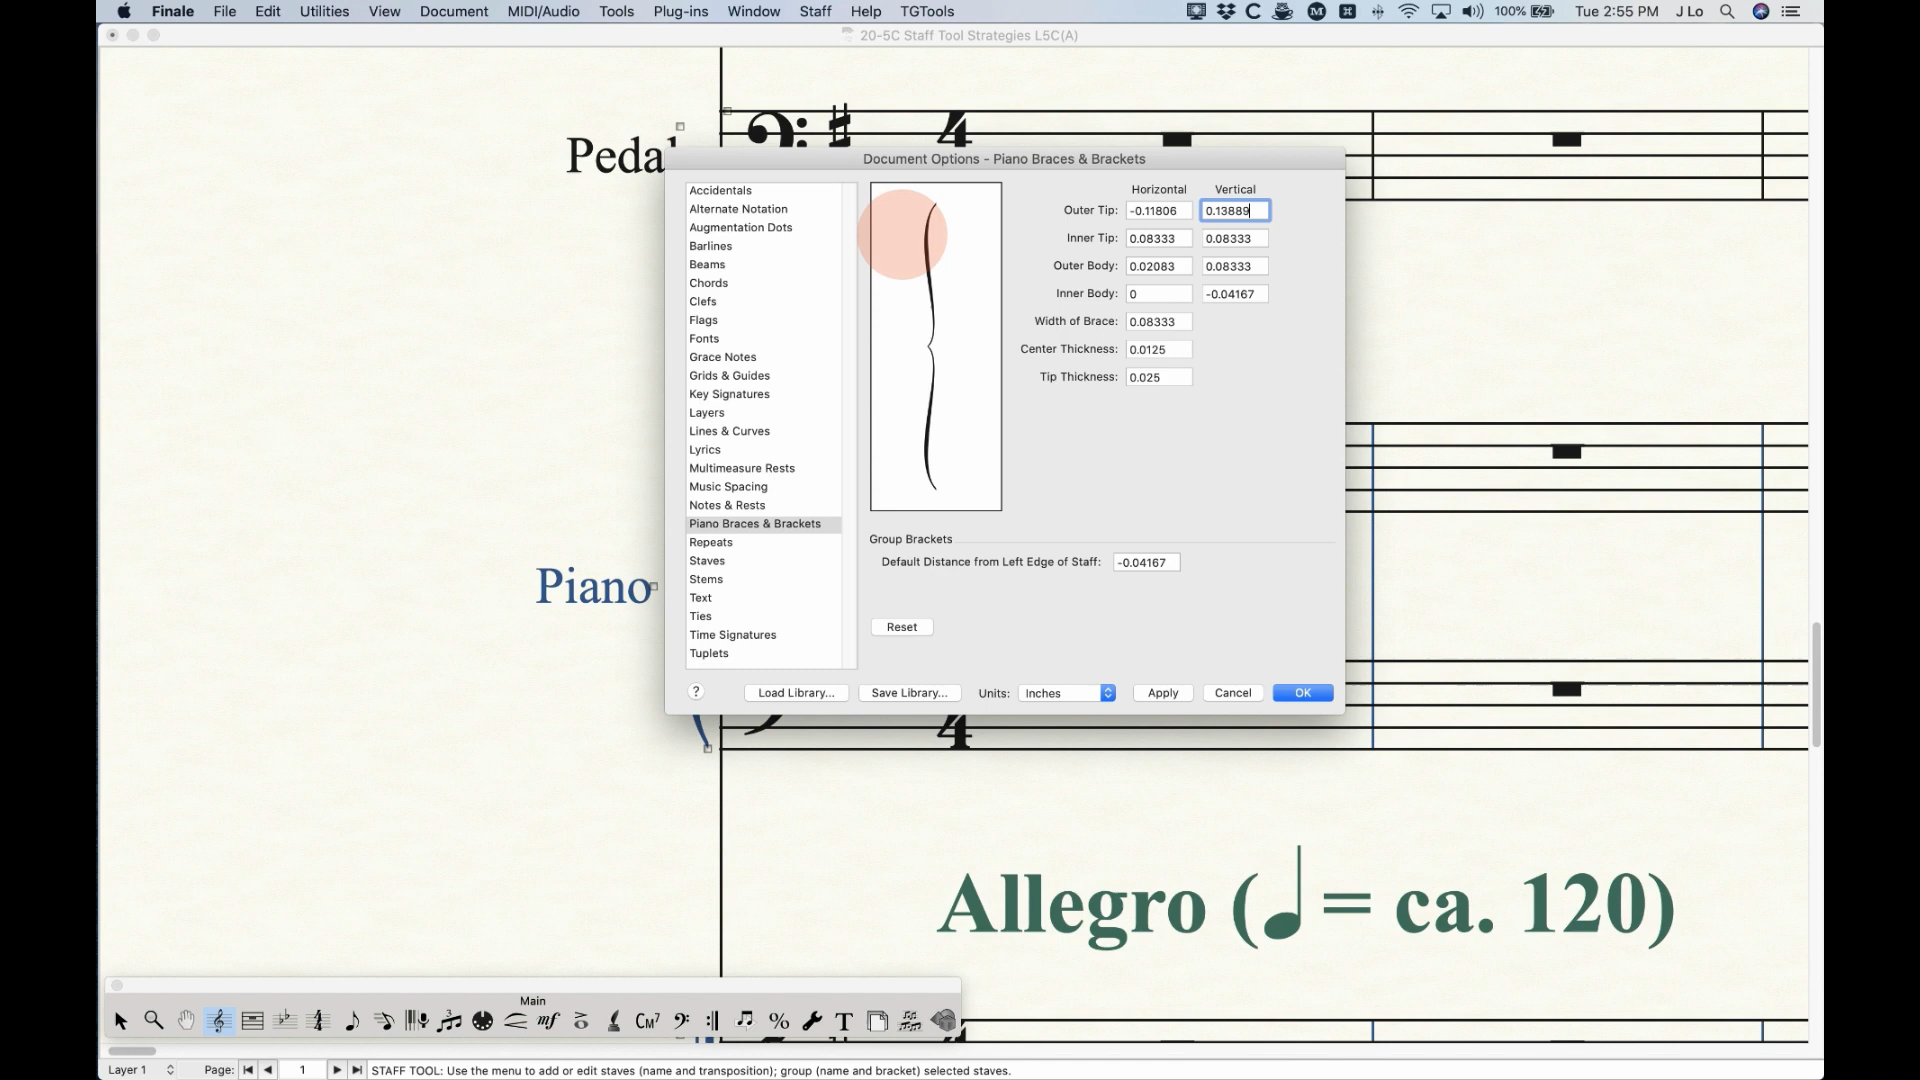 Finale File Edit Utilities View Document MIDI/Audio Tools Plug-ins Window Staff Help TGTools 100% Tue 2:55 PM J Lo
20-5C Staff Tool Strategies L5C(A)
Pedal
Document Options - Piano Braces & Brackets
Accidentals
Alternate Notation
Augmentation Dots
Barlines
Beams
Chords
Clefs
Flags
Fonts
Grace Notes
Grids & Guides
Key Signatures
Layers
Lines & Curves
Lyrics
Multimeasure Rests
Music Spacing
Notes & Rests
Piano Braces & Brackets
Repeats
Staves
Stems
Text
Ties
Time Signatures
Tuplets
Horizontal Vertical
Outer Tip: -0.11806 0.13889
Inner Tip: 0.08333 0.08333
Outer Body: 0.02083 0.08333
Inner Body: 0 -0.04167
Width of Brace: 0.08333
Center Thickness: 0.0125
Tip Thickness: 0.025
Group Brackets
Default Distance from Left Edge of Staff: -0.04167
Reset
? Load Library... Save Library... Units: Inches Apply Cancel OK
Piano
4
4
Allegro (♩ = ca. 120)
Main
mf CM7 % T
Layer 1 Page: 1 STAFF TOOL: Use the menu to add or edit staves (name and transposition); group (name and bracket) selected staves.